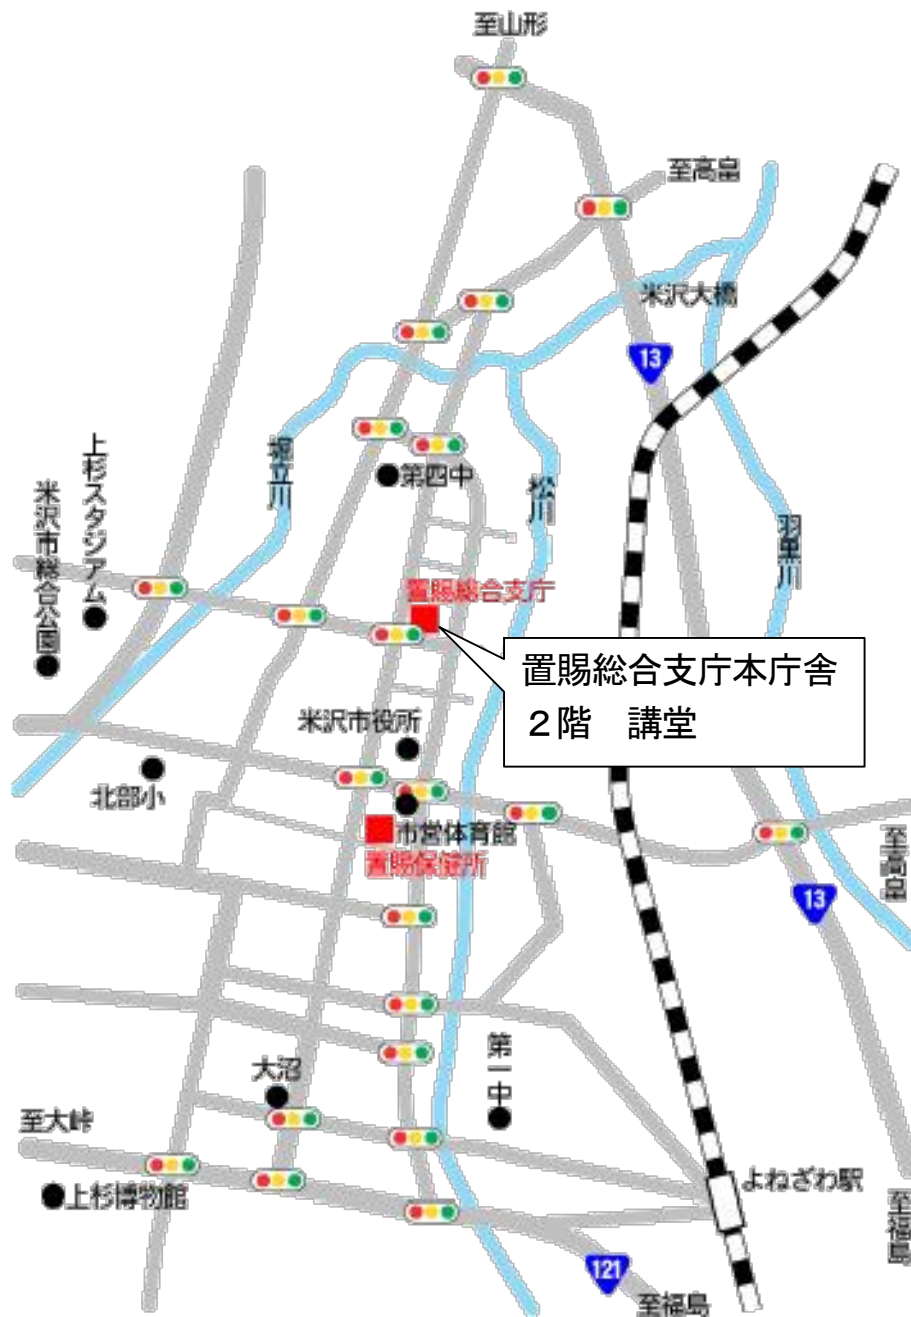 至山形
至高畠
米沢大橋
13
堀立川
上杉スタジアム
米沢市総合公園
第四中
松川
羽黒川
置賜総合支庁
置賜総合支庁本庁舎
２階　講堂
米沢市役所
北部小
市営体育館
置賜保健所
至高畠
13
第一中
大沼
至大峠
上杉博物館
よねざわ駅
至福島
121
至福島